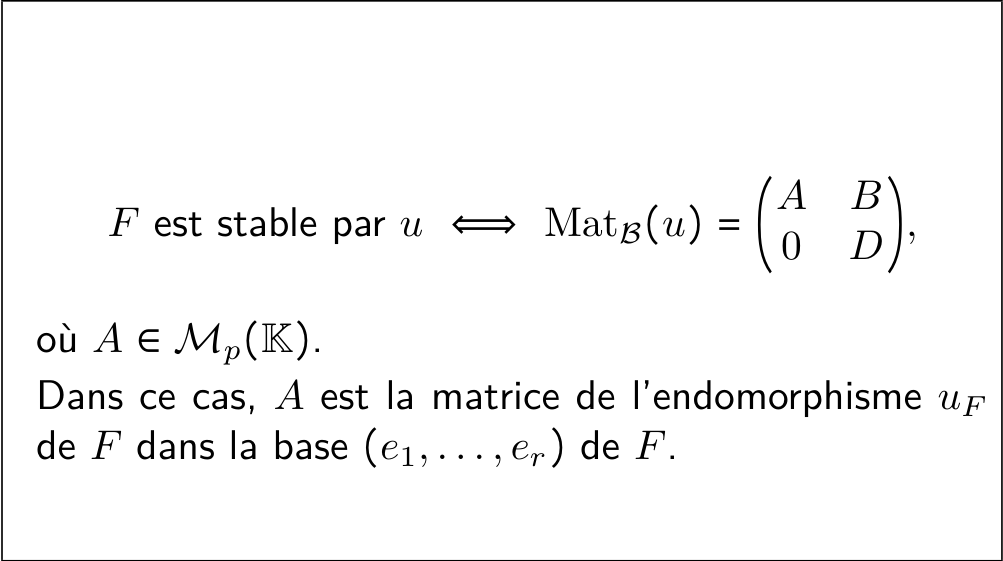 F est stable par u ⟺ Mat_ℬ(u) = (A B
0 D),
où A ∈ ℳ_p(𝕂).
Dans ce cas, A est la matrice de l'endomorphisme u_F
de F dans la base (e_1, . . . , e_r) de F.